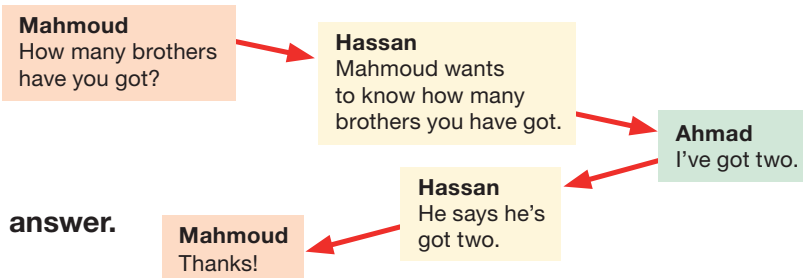 Mahmoud
How many brothers
have you got?
Hassan
Mahmoud wants
to know how many
brothers you have got.
Ahmad
I've got two.
Hassan
He says he's
got two.
answer.
Mahmoud
Thanks!